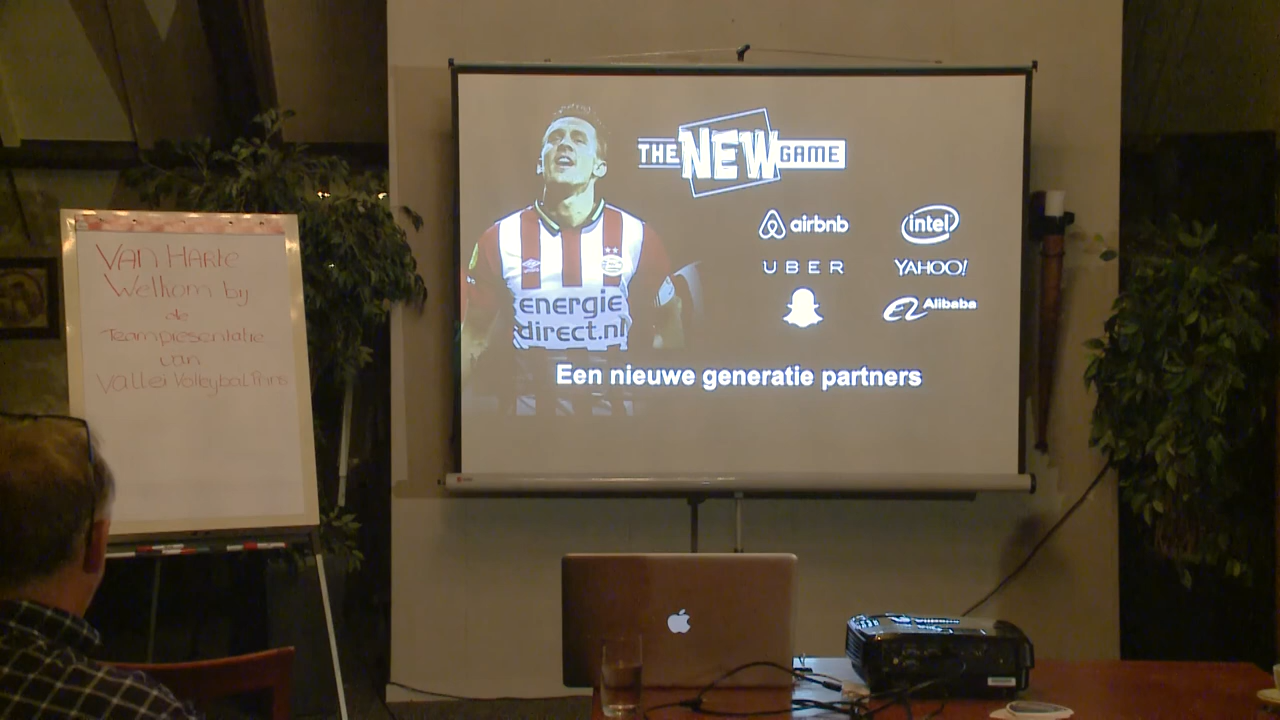 VAN HARTE
Welkom bij
de
Teampresentatie
van
Vallei Volleybal Prins
THE NEW GAME
airbnb
intel
UBER
YAHOO!
Alibaba
energie
direct.nl
Een nieuwe generatie partners